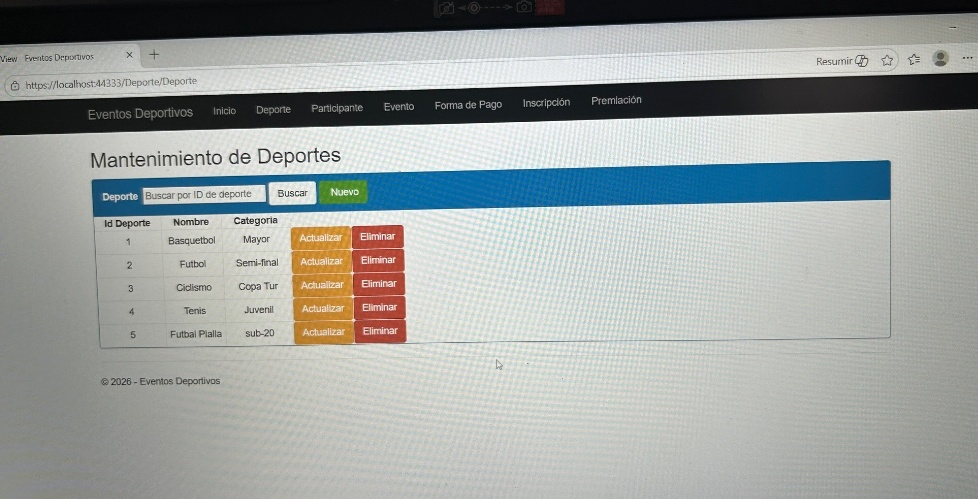 View Eventos Deportivos
https://localhost:44333/Deporte/Deporte
Resumir
Eventos Deportivos Inicio Deporte Participante Evento Forma de Pago Inscripción Premiación
Mantenimiento de Deportes
Deporte Buscar por ID de deporte Buscar Nuevo
Id Deporte Nombre Categoria
1 Basquetbol Mayor Actualizar Eliminar
2 Futbol Semi-final Actualizar Eliminar
3 Ciclismo Copa Tur Actualizar Eliminar
4 Tenis Juvenil Actualizar Eliminar
5 Futbal Plalla sub-20 Actualizar Eliminar
© 2026 - Eventos Deportivos